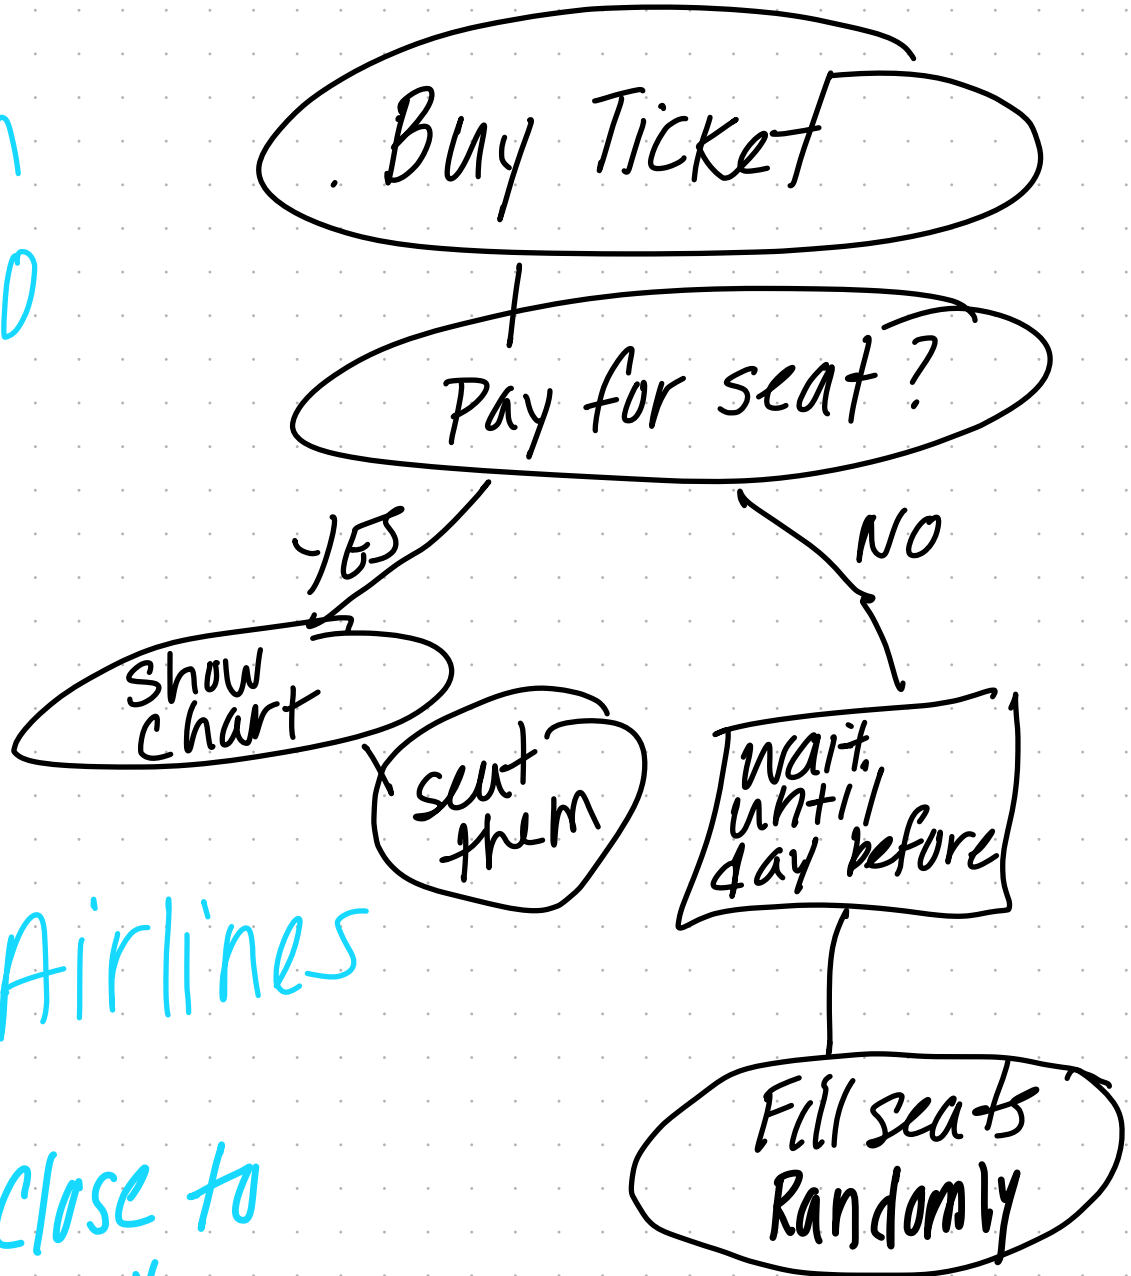 Buy Ticket
Pay for seat?
YES
NO
show
chart
seat
them
wait
until
day before
Airlines
Fill seats
Randomly
close to